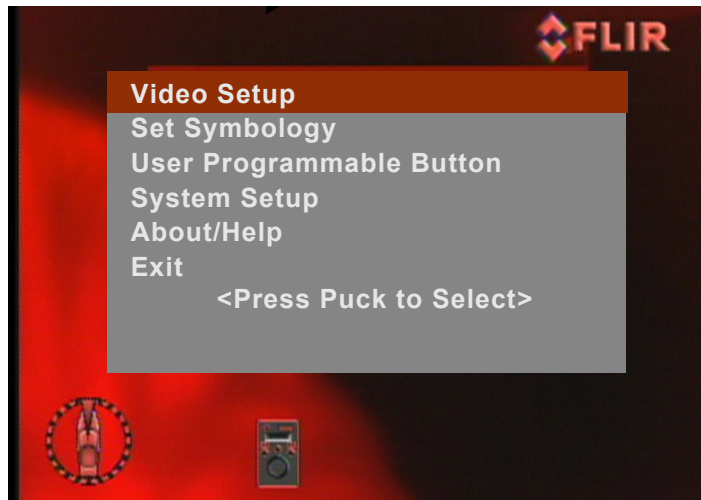 FLIR
Video Setup
Set Symbology
User Programmable Button
System Setup
About/Help
Exit
<Press Puck to Select>